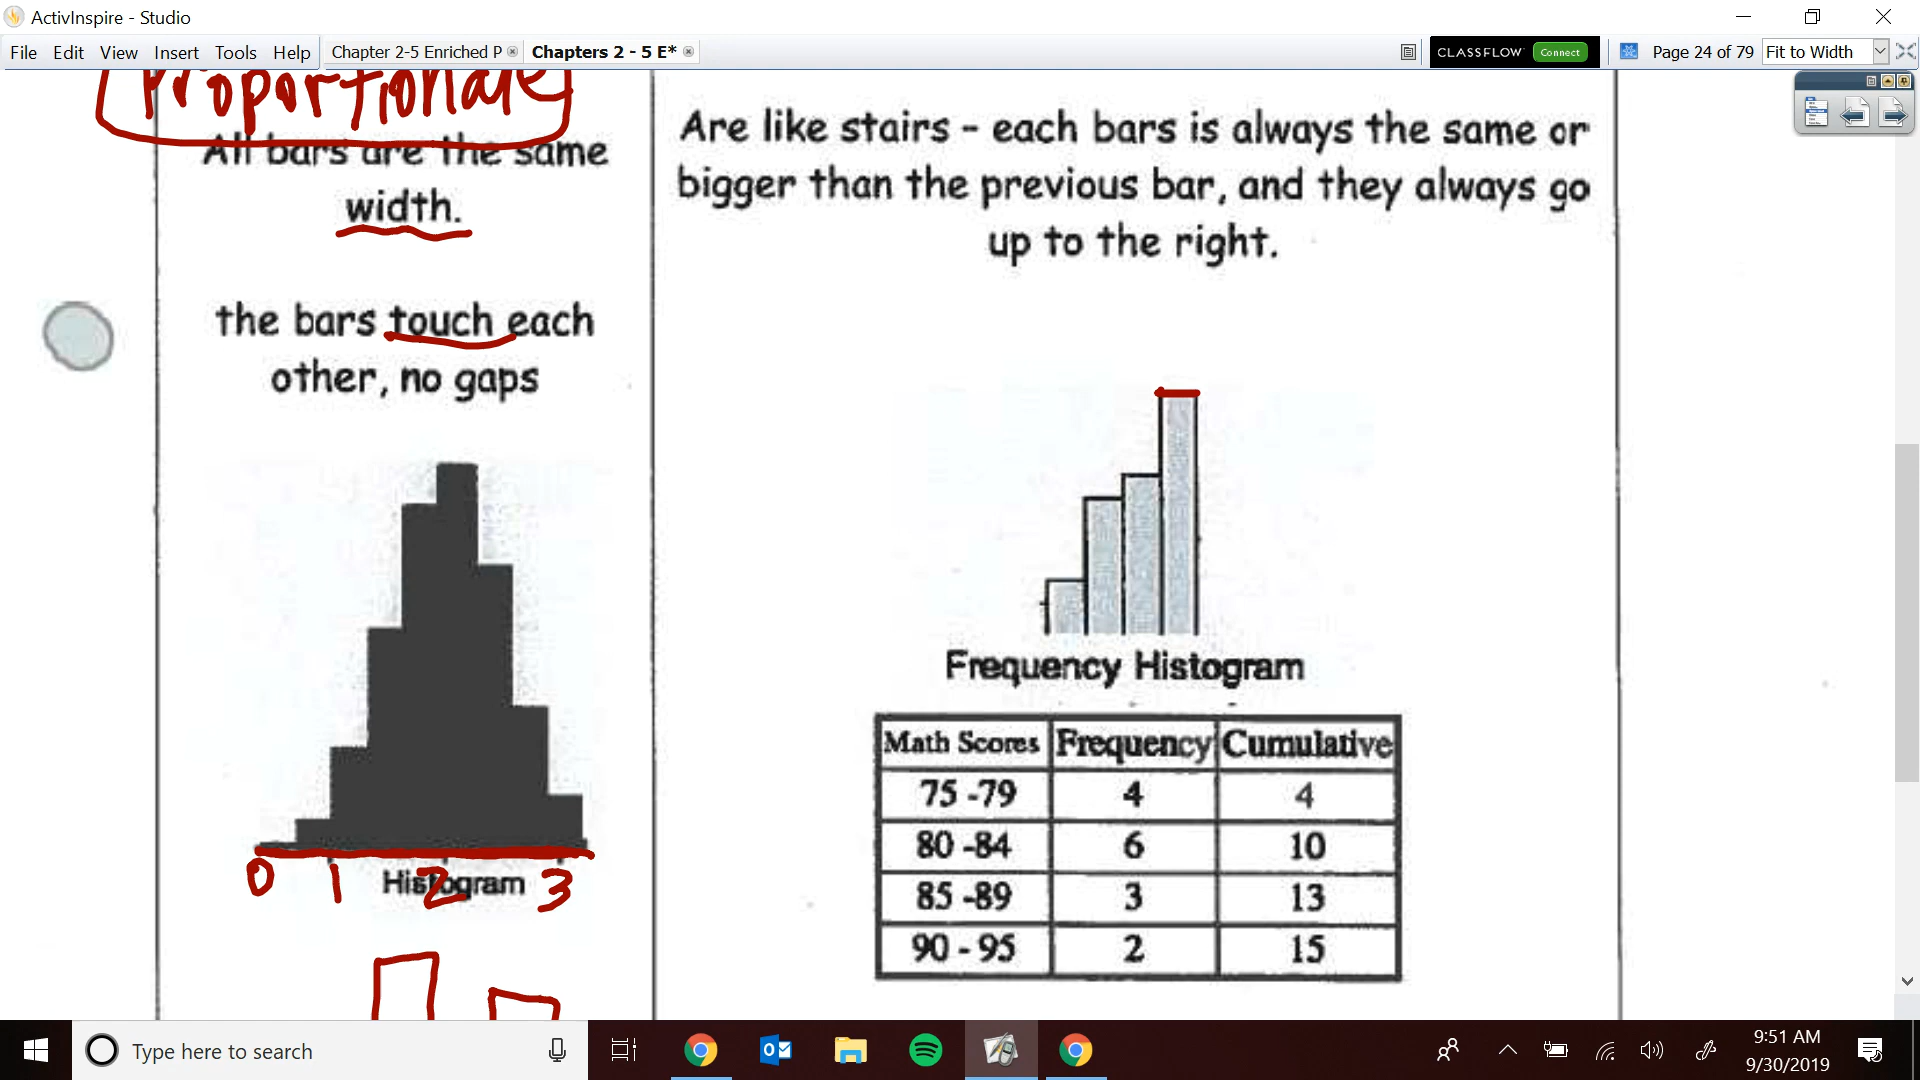 ActivInspire - Studio
File Edit View Insert Tools Help
Chapter 2-5 Enriched P
Chapters 2 - 5 E*
CLASSFLOW Connect
Page 24 of 79
Fit to Width
Proportionate
All bars are the same
width.
the bars touch each
other, no gaps
0 1 2 3
Histogram
Are like stairs – each bars is always the same or
bigger than the previous bar, and they always go
up to the right.
Frequency Histogram
Math Scores Frequency Cumulative
75 -79 4 4
80 -84 6 10
85 -89 3 13
90 - 95 2 15
Type here to search
9:51 AM
9/30/2019